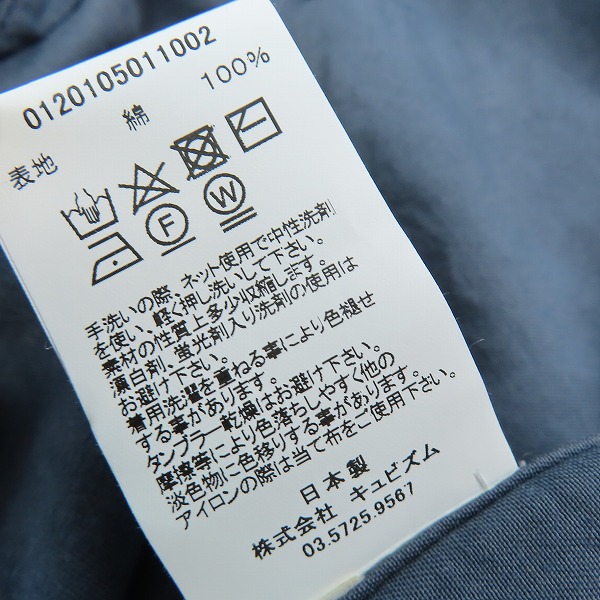 0120105011002
表地 綿 100%
F W
手洗いの際、ネット使用で中性洗剤
を使い、軽く押し洗いして下さい。
素材の性質上多少収縮します。
漂白剤、蛍光剤入り洗剤の使用は
お避け下さい。
着用洗濯を重ねる事により色褪せ
する事があります。
タンブラー乾燥はお避け下さい。
摩擦等により色落ちしやすく他の
淡色物に色移りする事があります。
アイロンの際は当て布をご使用下さい。
日本製
株式会社 キュビズム
03.5725.9567